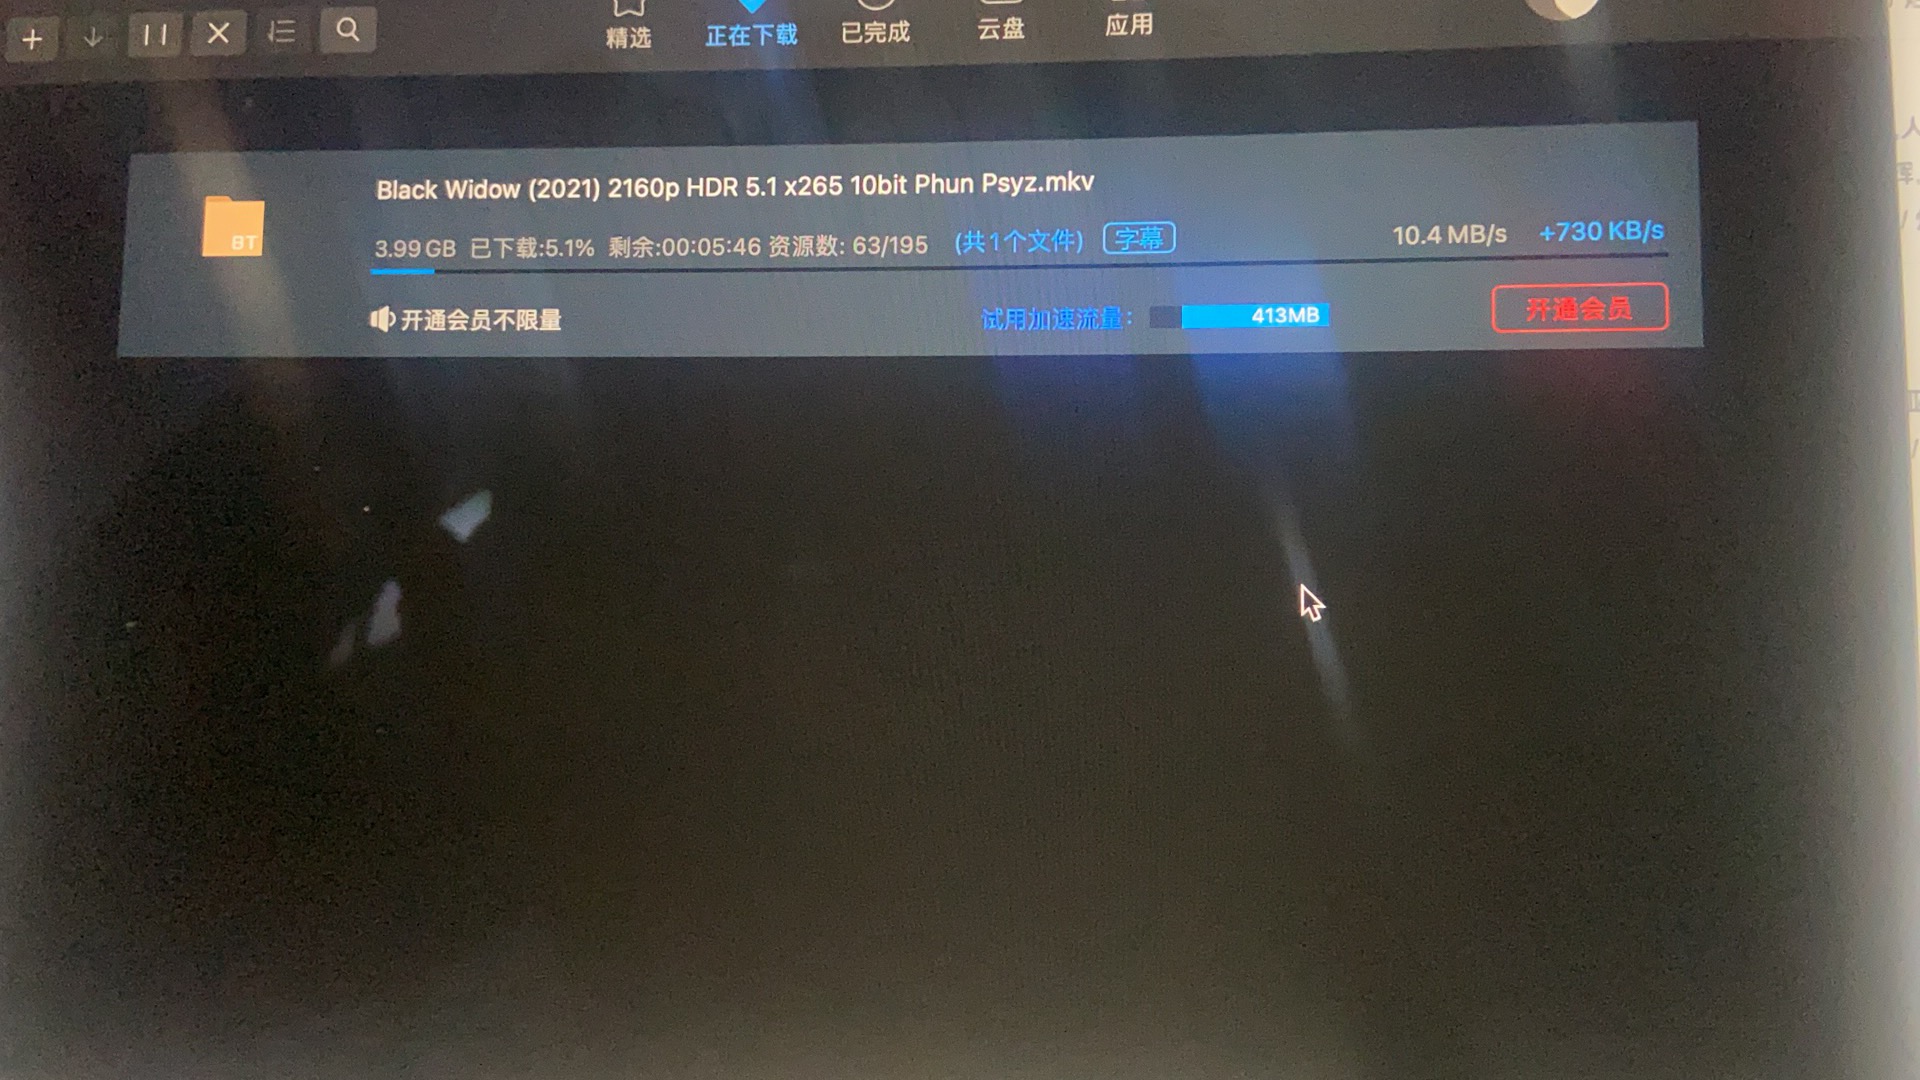 精选 正在下载 已完成 云盘 应用
Black Widow (2021) 2160p HDR 5.1 x265 10bit Phun Psyz.mkv
BT
3.99GB 已下载:5.1% 剩余:00:05:46 资源数: 63/195 (共1个文件) 字幕 10.4 MB/s +730 KB/s
开通会员不限量 试用加速流量: 413MB 开通会员